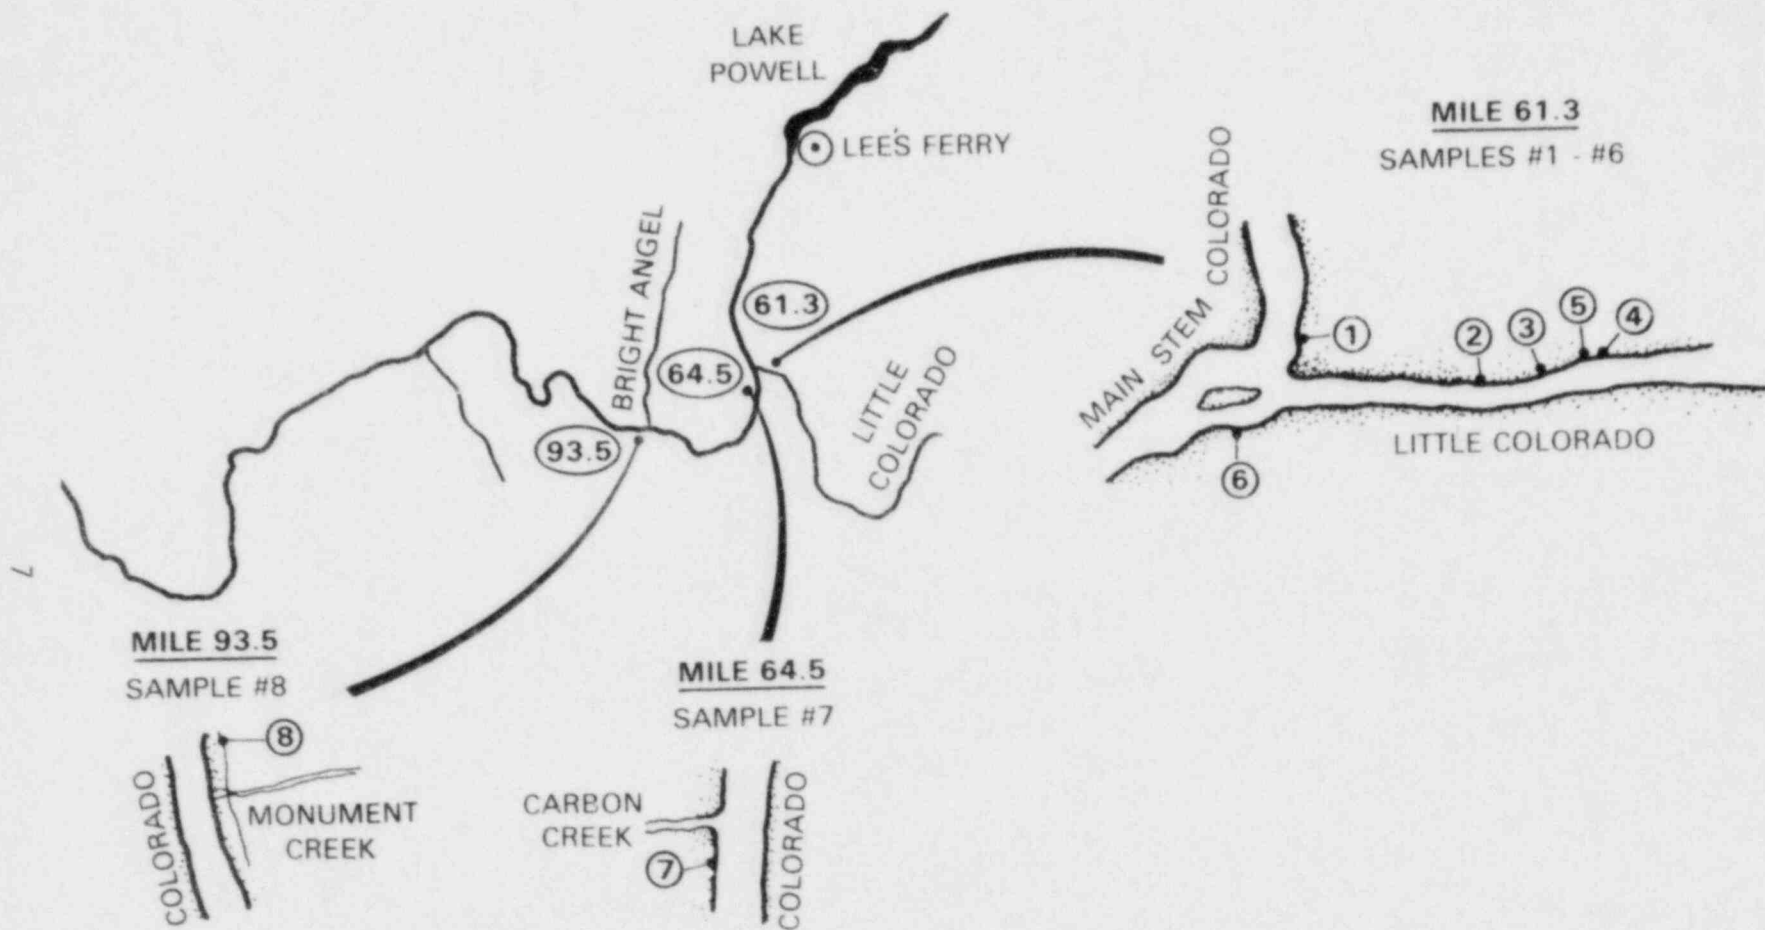 LAKE
POWELL
LEE'S FERRY
MILE 61.3
SAMPLES #1 - #6
MAIN STEM COLORADO
BRIGHT ANGEL
61.3
64.5
93.5
LITTLE
COLORADO
1
2
3
5
4
6
LITTLE COLORADO
MILE 93.5
SAMPLE #8
8
COLORADO
MONUMENT
CREEK
MILE 64.5
SAMPLE #7
CARBON
CREEK
7
COLORADO